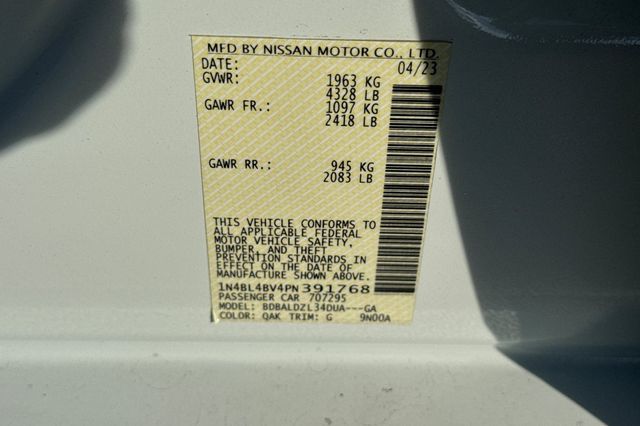 MFD BY NISSAN MOTOR CO., LTD.
DATE: 04/23
GVWR: 1963 KG
4328 LB
GAWR FR.: 1097 KG
2418 LB
GAWR RR.: 945 KG
2083 LB
THIS VEHICLE CONFORMS TO
ALL APPLICABLE FEDERAL
MOTOR VEHICLE SAFETY,
BUMPER, AND THEFT
PREVENTION STANDARDS IN
EFFECT ON THE DATE OF
MANUFACTURE SHOWN ABOVE.
1N4BL4BV4PN391768
PASSENGER CAR 707295
MODEL: BDBALDZL34DUA---GA
COLOR: QAK TRIM: G 9N00A